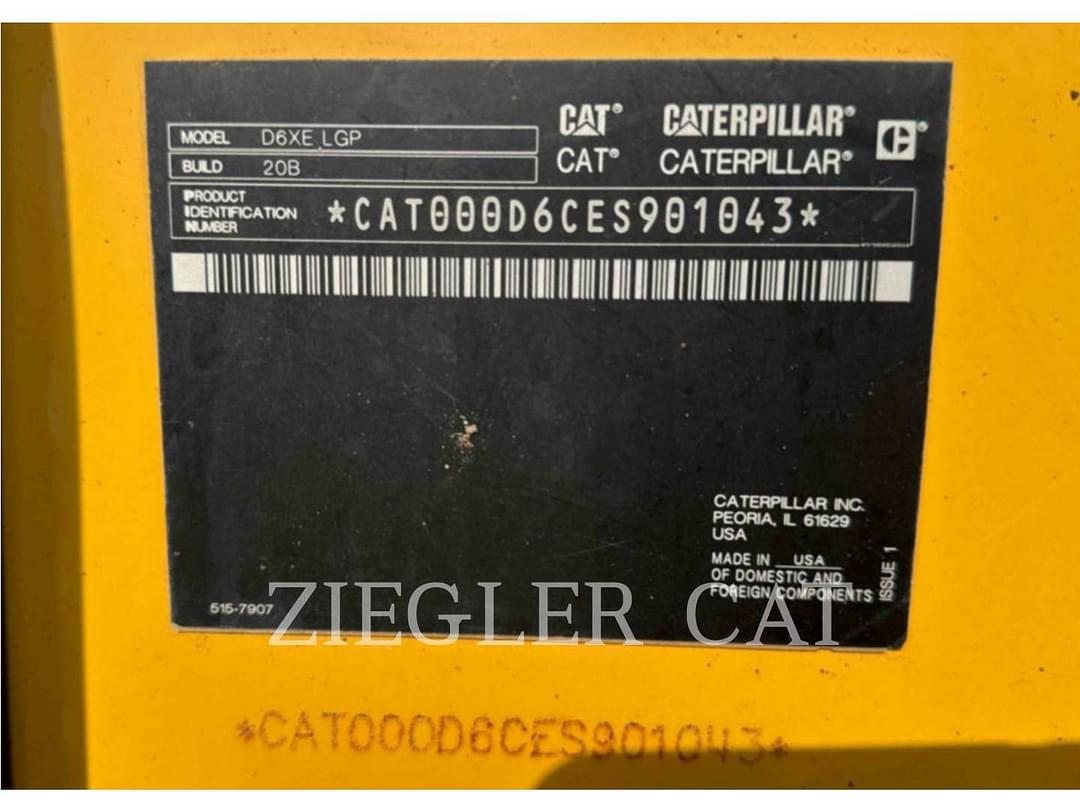 CAT® CATERPILLAR®
CAT® CATERPILLAR®
MODEL D6XE LGP
BUILD 20B
PRODUCT
IDENTIFICATION
NUMBER
*CAT000D6CES901043*
CATERPILLAR INC.
PEORIA, IL 61629
USA
MADE IN USA
OF DOMESTIC AND
FOREIGN COMPONENTS
ISSUE 1
515-7907
ZIEGLER CAT
*CAT000D6CES901043*